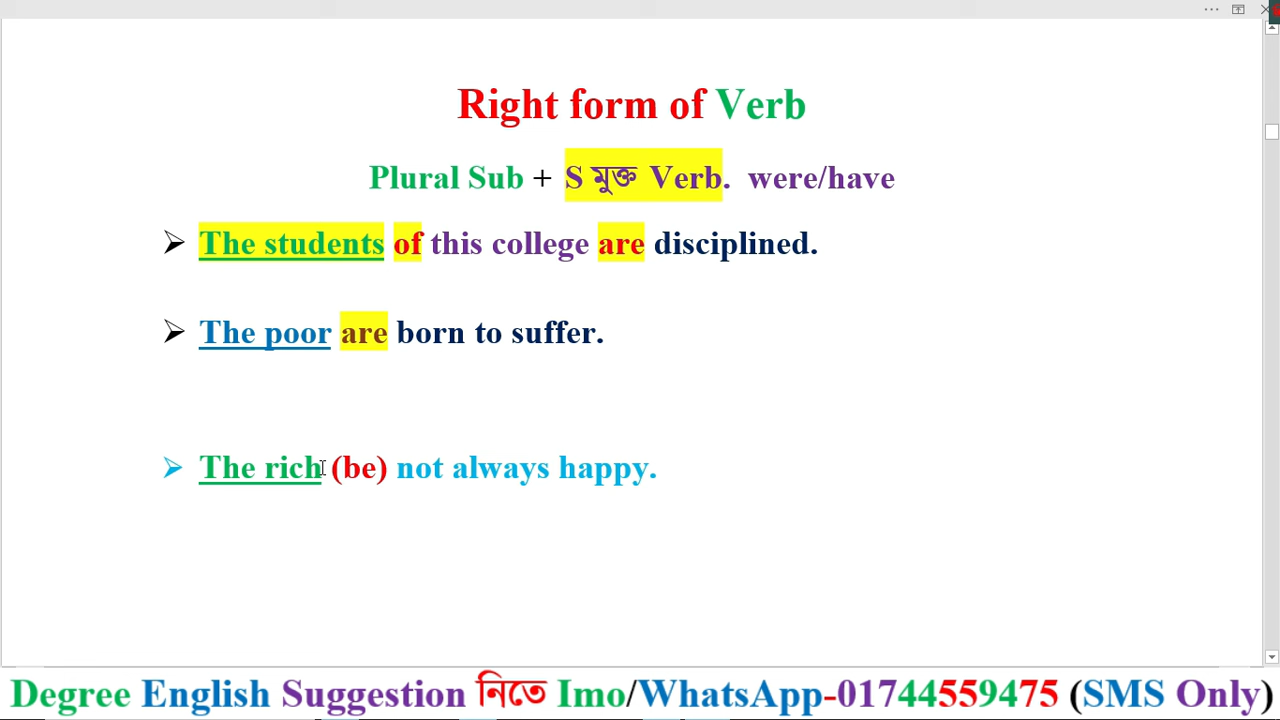 Right form of Verb
Plural Sub + S মুক্ত Verb. were/have
The students of this college are disciplined.
The poor are born to suffer.
The rich (be) not always happy.
Degree English Suggestion নিতে Imo/WhatsApp-01744559475 (SMS Only)